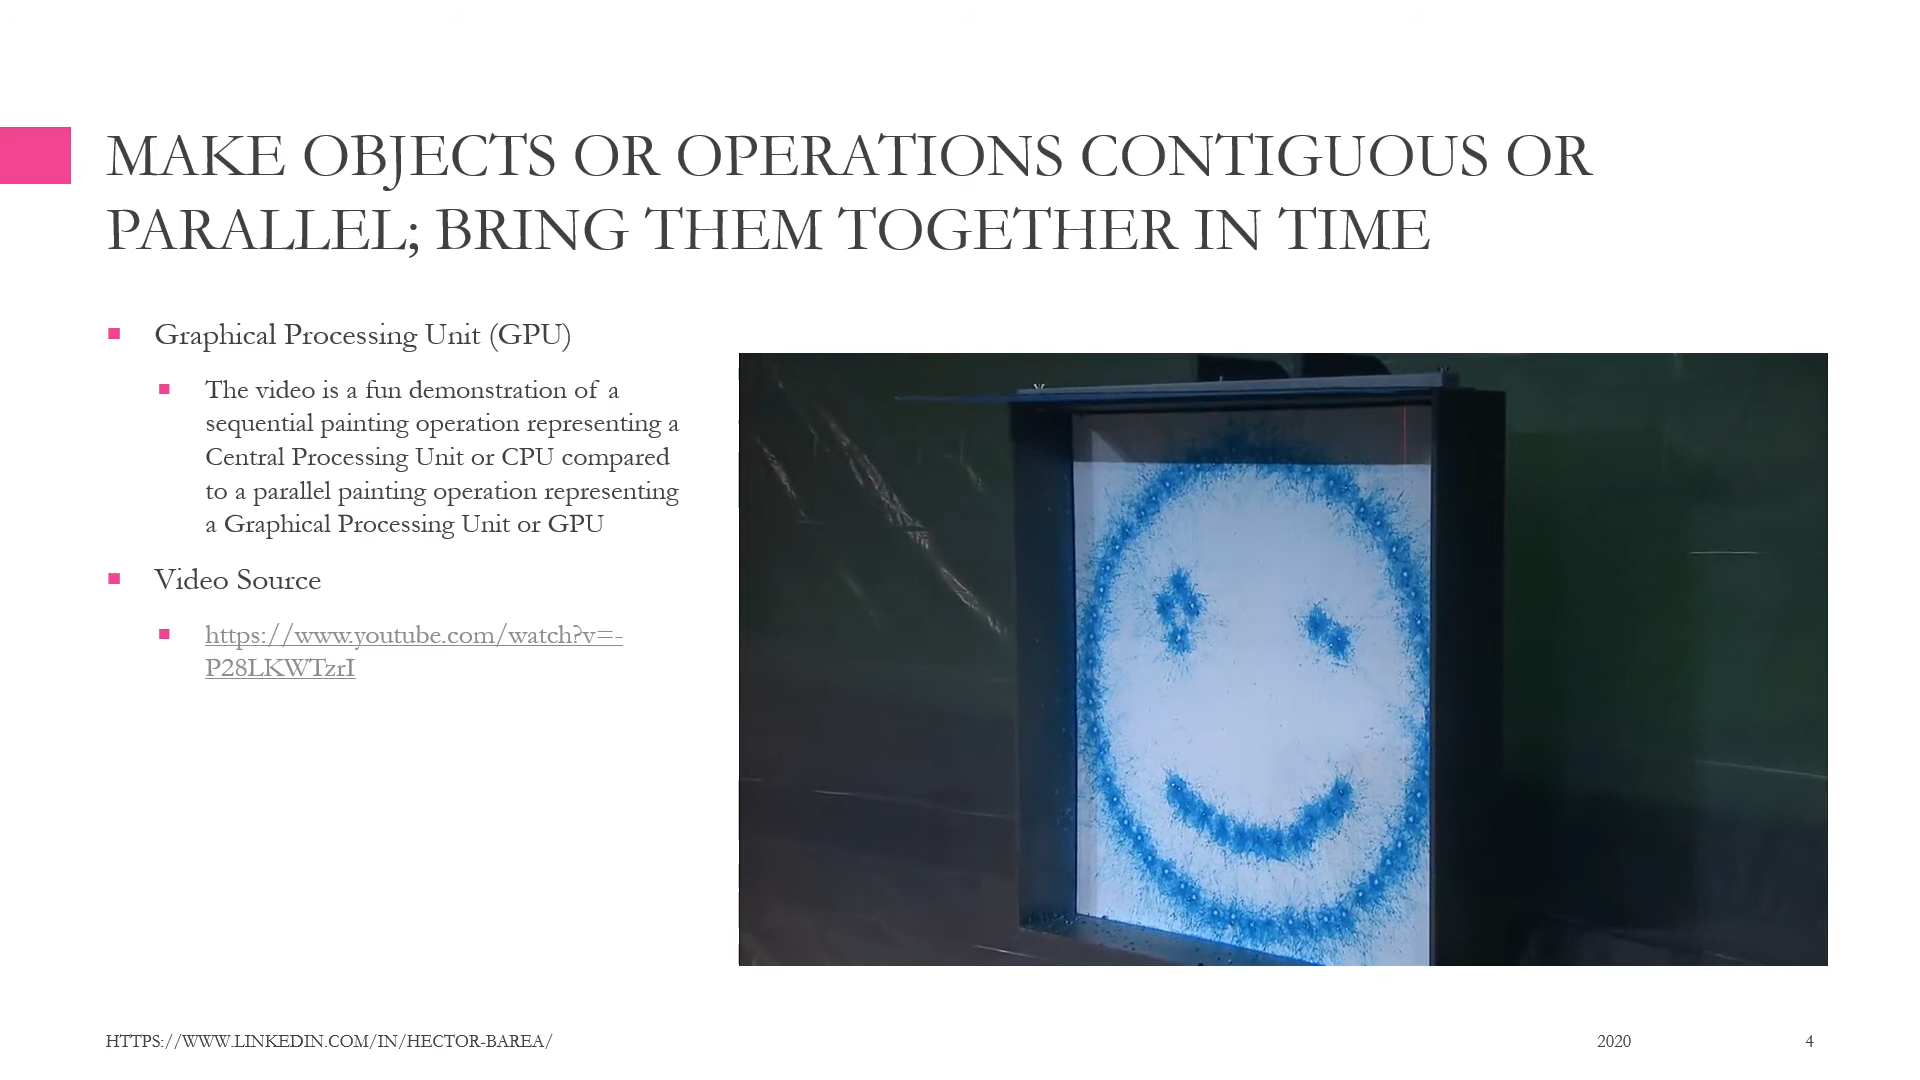 MAKE OBJECTS OR OPERATIONS CONTIGUOUS OR
PARALLEL; BRING THEM TOGETHER IN TIME
Graphical Processing Unit (GPU)
The video is a fun demonstration of a
sequential painting operation representing a
Central Processing Unit or CPU compared
to a parallel painting operation representing
a Graphical Processing Unit or GPU
Video Source
https://www.youtube.com/watch?v=-
P28LKWTzrI
HTTPS://WWW.LINKEDIN.COM/IN/HECTOR-BAREA/
2020
4